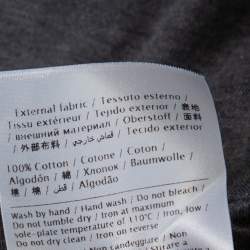 External fabric / Tessuto esterno /
Tissu extérieur / Tejido exterior / 表地
/ внешний материал / Oberstoff / 面料
/ 外部布料 / قماش خارجي / Tecido exterior
100% Cotton / Cotone / Coton /
Algodón / 綿 / Хлопок / Baumwolle /
棉 / 棉 / قطن / Algodão
Wash by hand / Hand wash / Do not bleach /
Do not tumble dry / Iron at maximum
sole-plate temperature of 110°C / Iron, low /
Do not dry clean / Iron on reverse
Non candeggiare / Non